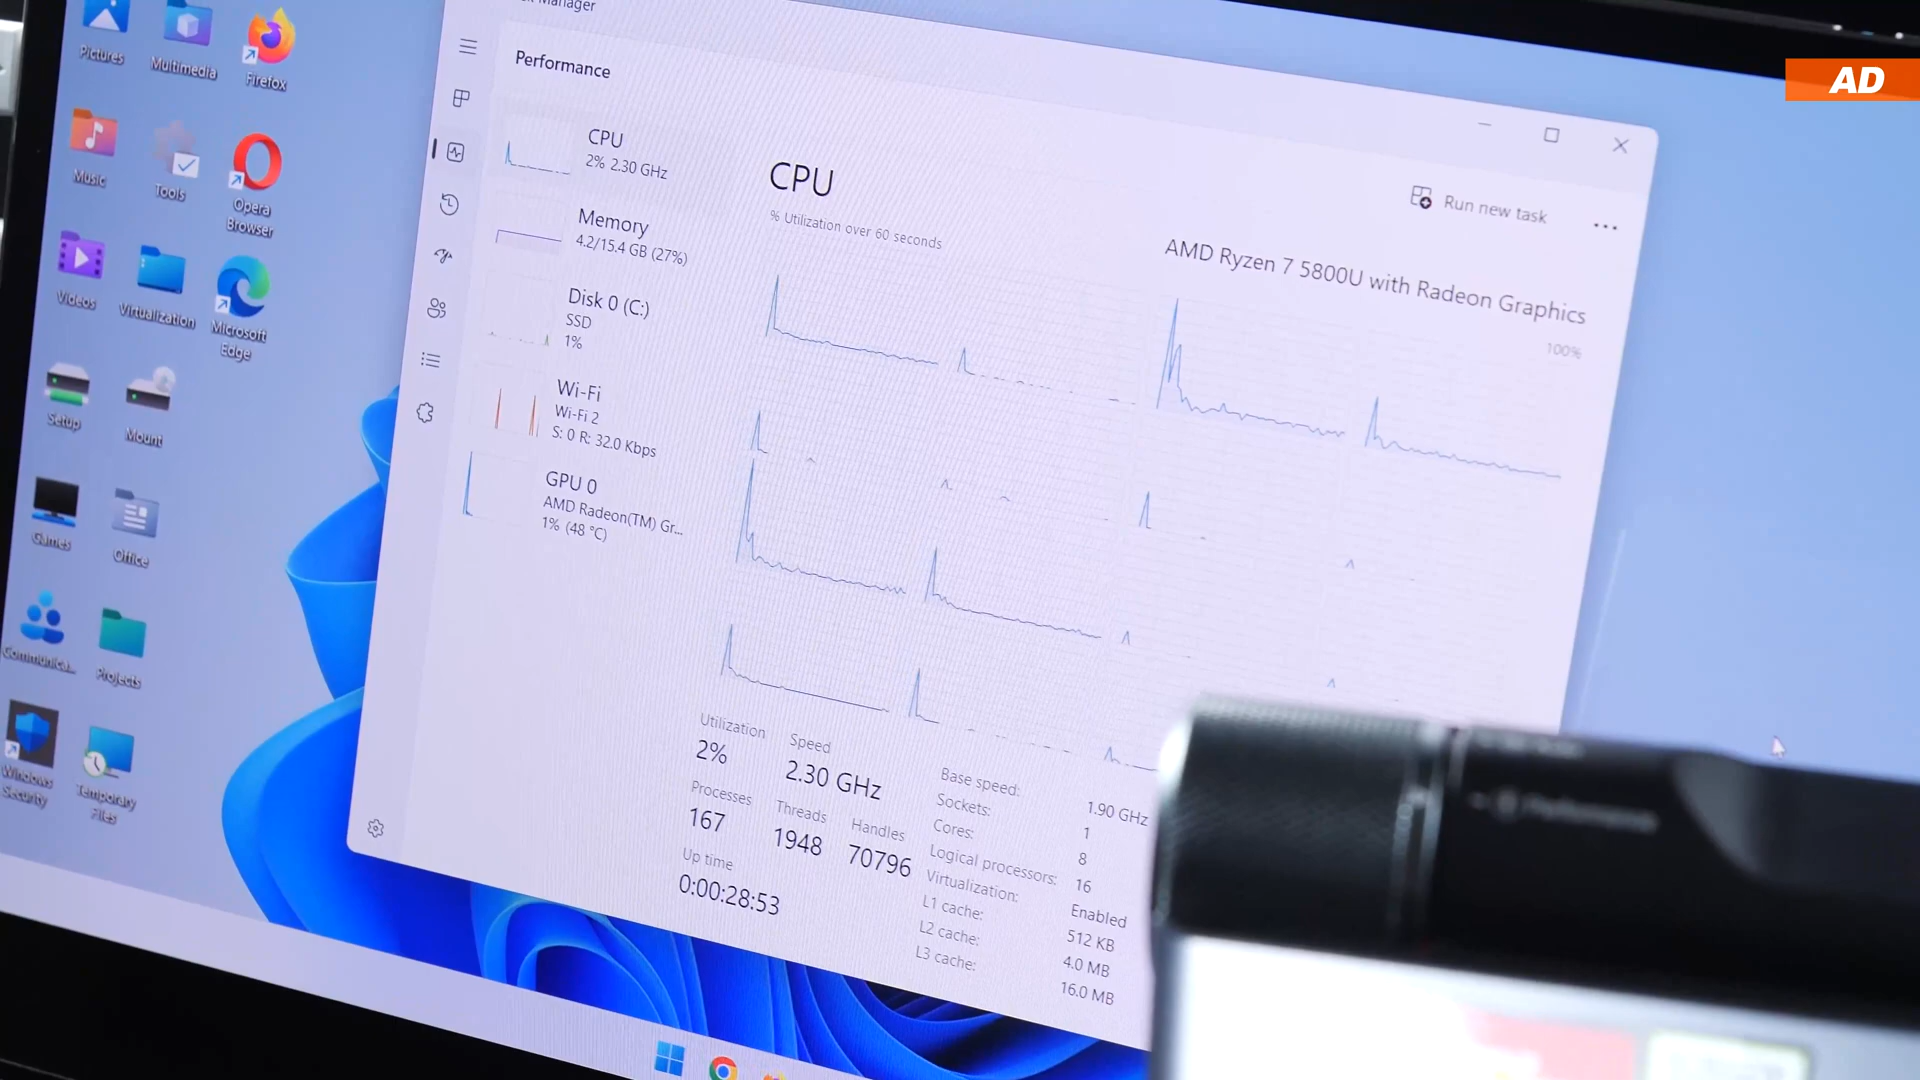 AD
Manager
Performance
CPU
2% 2.30 GHz
Memory
4.2/15.4 GB (27%)
Disk 0 (C:)
SSD
1%
Wi-Fi
Wi-Fi 2
S: 0 R: 32.0 Kbps
GPU 0
AMD Radeon(TM) Gr...
1% (48 °C)
Run new task
CPU
AMD Ryzen 7 5800U with Radeon Graphics
% Utilization over 60 seconds
100%
Utilization
Speed
2%
2.30 GHz
Processes
Threads
Handles
167
1948
70796
Up time
0:00:28:53
Base speed: 1.90 GHz
Sockets: 1
Cores: 8
Logical processors: 16
Virtualization: Enabled
L1 cache: 512 KB
L2 cache: 4.0 MB
L3 cache: 16.0 MB
Pictures
Multimedia
Firefox
Music
Tools
Opera
Browser
Videos
Virtualization
Microsoft
Edge
Setup
Mount
Games
Office
Communica...
Projects
Windows
Security
Temporary
Files